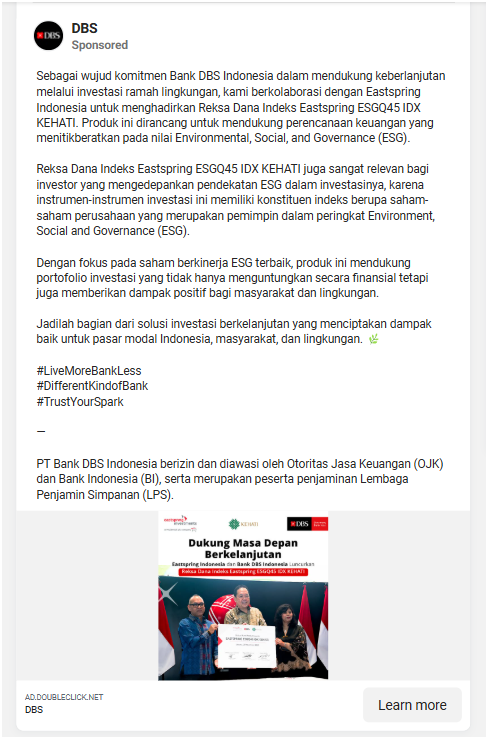 DBS
Sponsored
Sebagai wujud komitmen Bank DBS Indonesia dalam mendukung keberlanjutan
melalui investasi ramah lingkungan, kami berkolaborasi dengan Eastspring
Indonesia untuk menghadirkan Reksa Dana Indeks Eastspring ESGQ45 IDX
KEHATI. Produk ini dirancang untuk mendukung perencanaan keuangan yang
menitikberatkan pada nilai Environmental, Social, and Governance (ESG).
Reksa Dana Indeks Eastspring ESGQ45 IDX KEHATI juga sangat relevan bagi
investor yang mengedepankan pendekatan ESG dalam investasinya, karena
instrumen-instrumen investasi ini memiliki konstituen indeks berupa saham-
saham perusahaan yang merupakan pemimpin dalam peringkat Environment,
Social and Governance (ESG).
Dengan fokus pada saham berkinerja ESG terbaik, produk ini mendukung
portofolio investasi yang tidak hanya menguntungkan secara finansial tetapi
juga memberikan dampak positif bagi masyarakat dan lingkungan.
Jadilah bagian dari solusi investasi berkelanjutan yang menciptakan dampak
baik untuk pasar modal Indonesia, masyarakat, dan lingkungan. 🌿
#LiveMoreBankLess
#DifferentKindofBank
#TrustYourSpark
—
PT Bank DBS Indonesia berizin dan diawasi oleh Otoritas Jasa Keuangan (OJK)
dan Bank Indonesia (BI), serta merupakan peserta penjaminan Lembaga
Penjamin Simpanan (LPS).
eastspring investments KEHATI DBS
Dukung Masa Depan
Berkelanjutan
Eastspring Indonesia dan Bank DBS Indonesia Luncurkan
Reksa Dana Indeks Eastspring ESGQ45 IDX KEHATI
AD.DOUBLECLICK.NET
DBS
Learn more